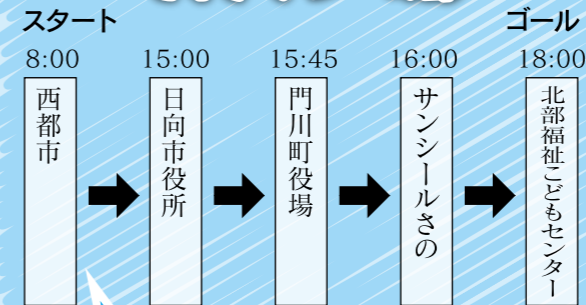 スタート
ゴール
8:00
15:00
15:45
16:00
18:00
西都市
日向市役所
門川町役場
サンシールさの
北部福祉こどもセンター